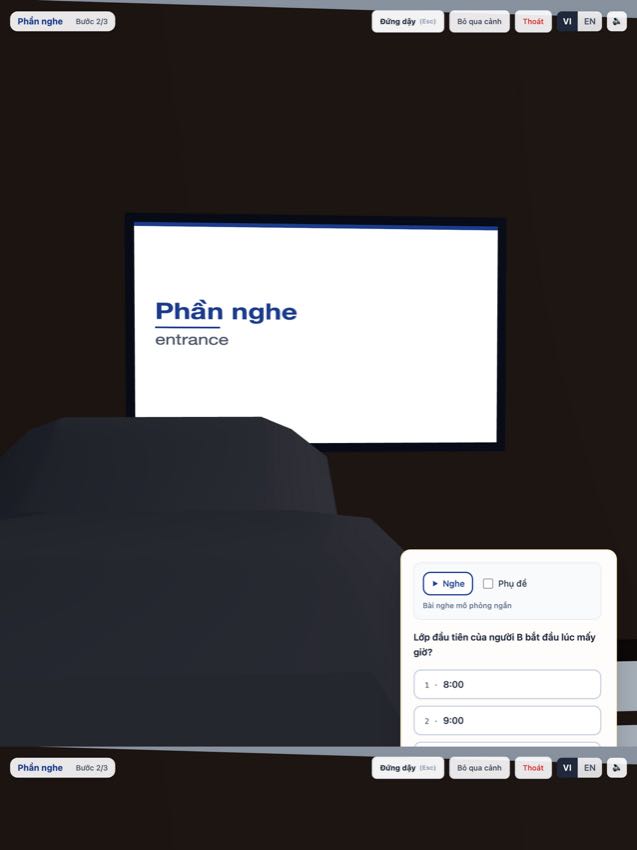 Phần nghe Bước 2/3 Đứng dậy (Esc) Bỏ qua cảnh Thoát VI EN
Phần nghe
entrance
▶ Nghe Phụ đề
Bài nghe mô phỏng ngắn
Lớp đầu tiên của người B bắt đầu lúc mấy
giờ?
1 - 8:00
2 - 9:00
Phần nghe Bước 2/3 Đứng dậy (Esc) Bỏ qua cảnh Thoát VI EN